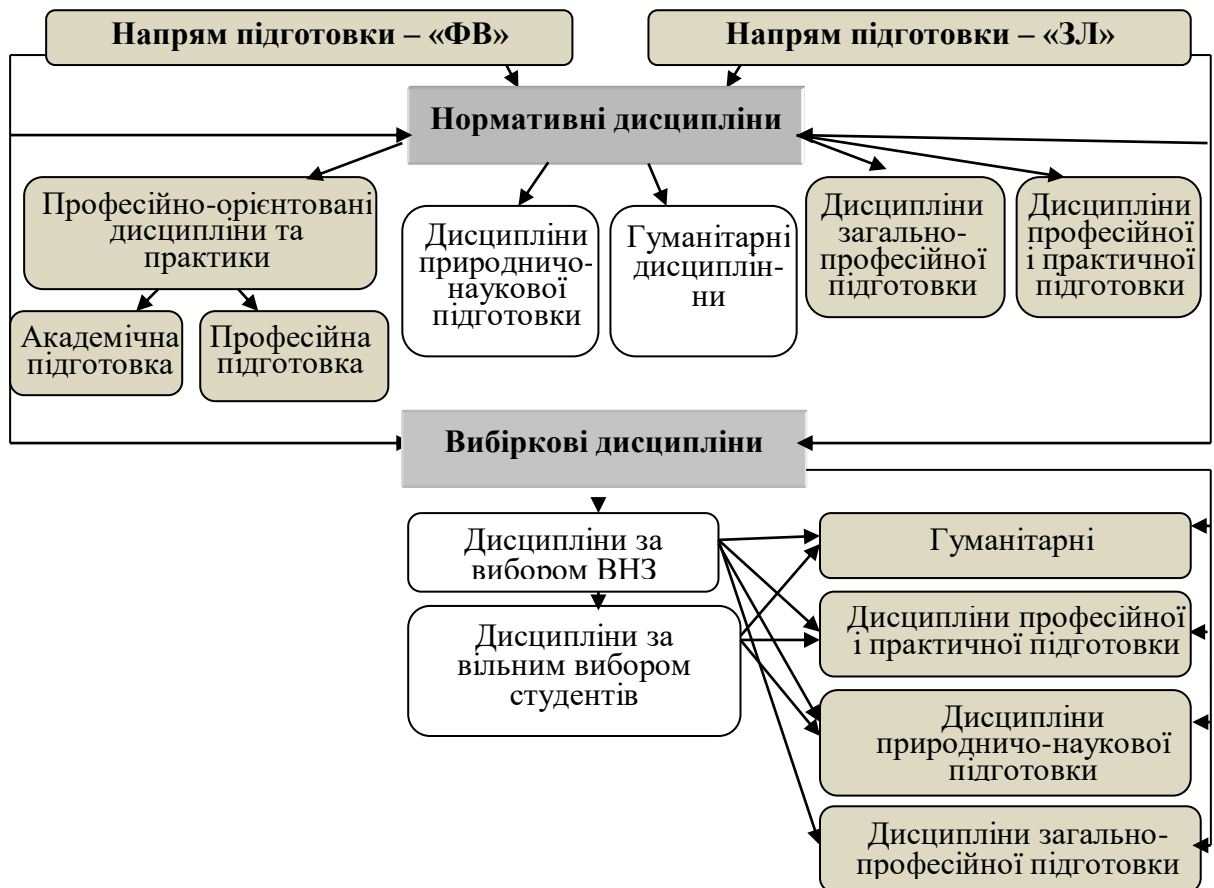 Напрям підготовки – «ФВ»
Напрям підготовки – «ЗЛ»
Нормативні дисципліни
Професійно-орієнтовані
дисципліни та
практики
Дисципліни
природничо-
наукової
підготовки
Гуманітарні
дисциплін-
ни
Дисципліни
загально-
професійної
підготовки
Дисципліни
професійної
і практичної
підготовки
Академічна
підготовка
Професійна
підготовка
Вибіркові дисципліни
Дисципліни за
вибором ВНЗ
Дисципліни за
вільним вибором
студентів
Гуманітарні
Дисципліни професійної
і практичної підготовки
Дисципліни
природничо-наукової
підготовки
Дисципліни загально-
професійної підготовки